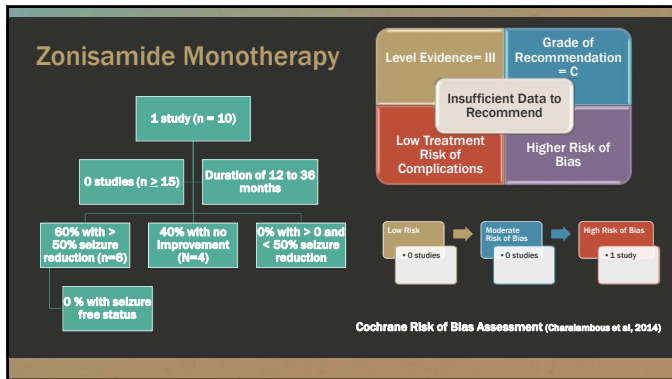 Zonisamide Monotherapy
1 study (n = 10)
0 studies (n ≥ 15)
Duration of 12 to 36
months
60% with >
50% seizure
reduction (n=6)
40% with no
Improvement
(N=4)
0% with > 0 and
< 50% seizure
reduction
0 % with seizure
free status
Level Evidence= III
Grade of
Recommendation
= C
Insufficient Data to
Recommend
Low Treatment
Risk of
Complications
Higher Risk of
Bias
Low Risk
• 0 studies
Moderate
Risk of Bias
• 0 studies
High Risk of Bias
• 1 study
Cochrane Risk of Bias Assessment (Charalambous et al, 2014)